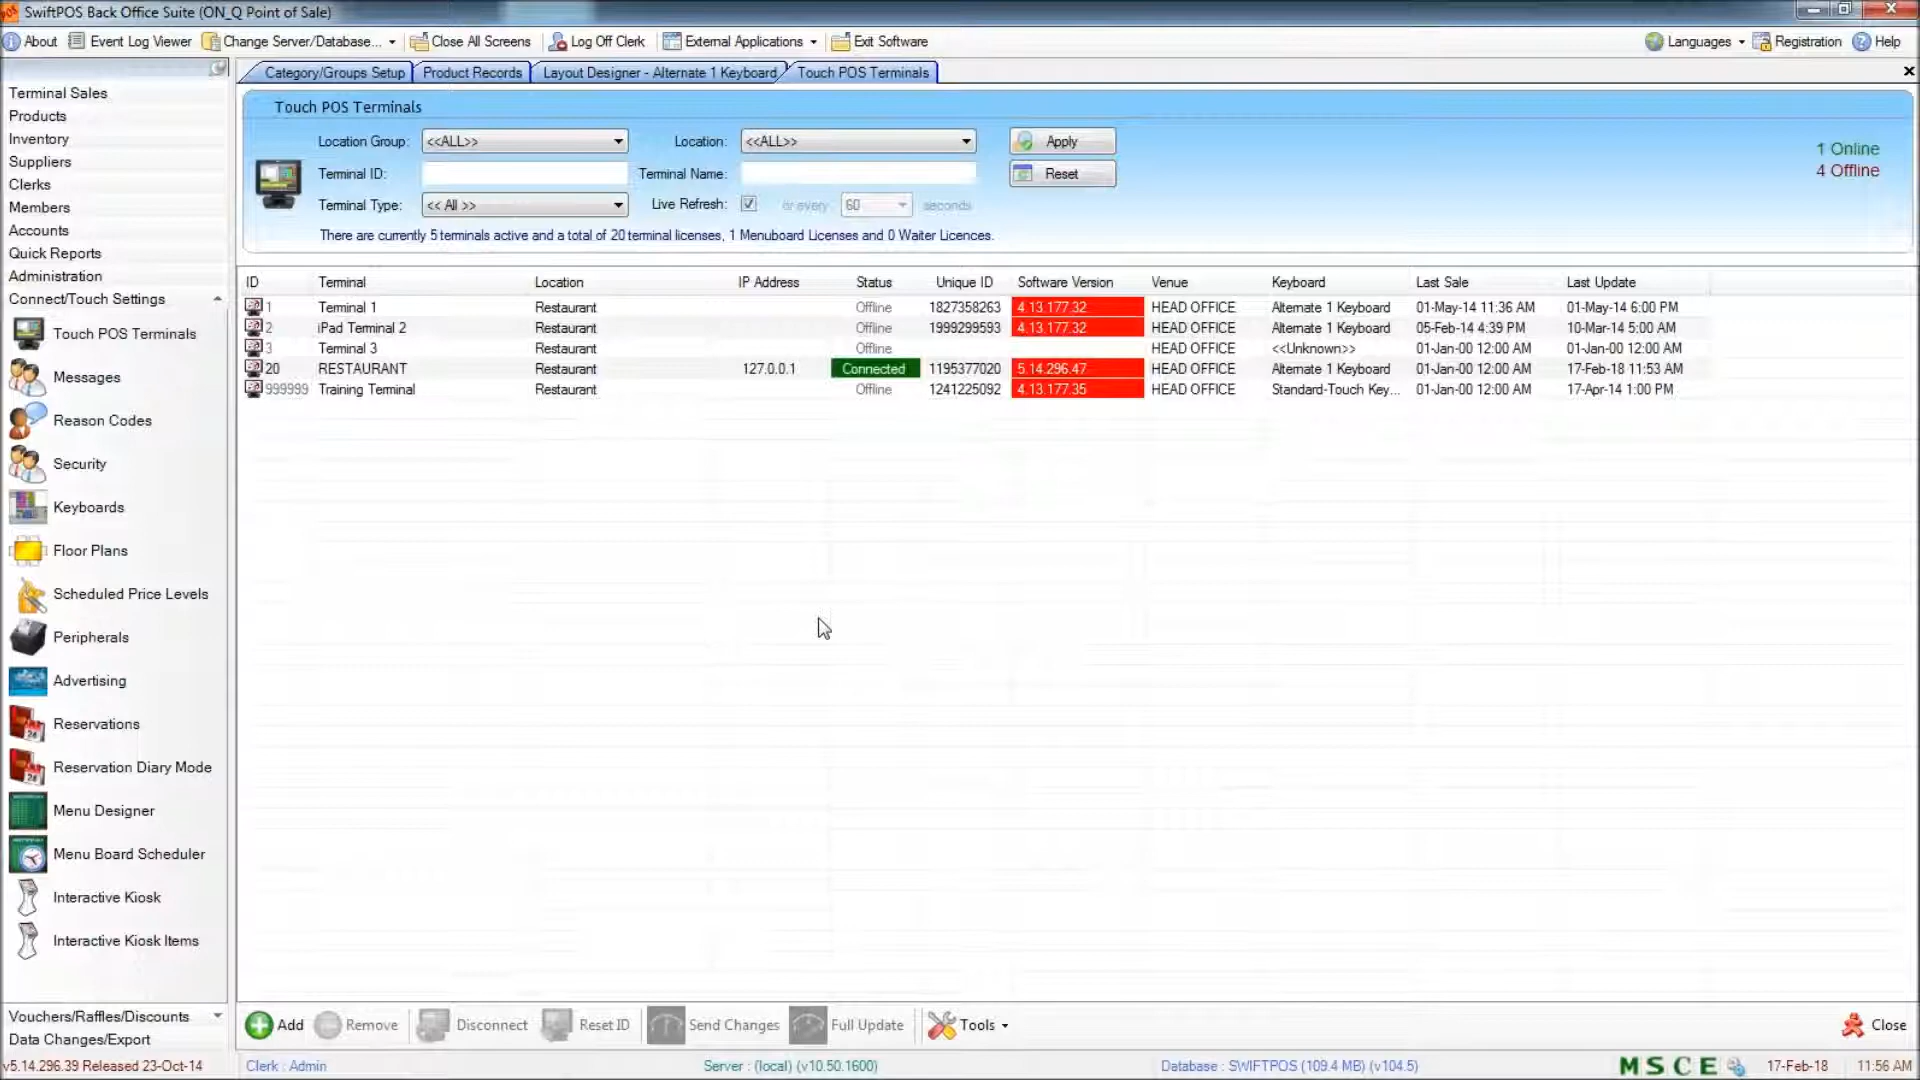 SwiftPOS Back Office Suite (ON_Q Point of Sale)
About Event Log Viewer Change Server/Database... Close All Screens Log Off Clerk External Applications Exit Software Languages Registration Help
Category/Groups Setup Product Records Layout Designer - Alternate 1 Keyboard Touch POS Terminals
Terminal Sales
Products
Inventory
Suppliers
Clerks
Members
Accounts
Quick Reports
Administration
Connect/Touch Settings
Touch POS Terminals
Messages
Reason Codes
Security
Keyboards
Floor Plans
Scheduled Price Levels
Peripherals
Advertising
Reservations
Reservation Diary Mode
Menu Designer
Menu Board Scheduler
Interactive Kiosk
Interactive Kiosk Items
Vouchers/Raffles/Discounts
Data Changes/Export
Touch POS Terminals
Location Group: <<ALL>> Location: <<ALL>> Apply
Terminal ID: Terminal Name: Reset
Terminal Type: << All >> Live Refresh: or every 60 seconds
1 Online
4 Offline
There are currently 5 terminals active and a total of 20 terminal licenses, 1 Menuboard Licenses and 0 Waiter Licences.
ID Terminal Location IP Address Status Unique ID Software Version Venue Keyboard Last Sale Last Update
1 Terminal 1 Restaurant Offline 1827358263 4.13.177.32 HEAD OFFICE Alternate 1 Keyboard 01-May-14 11:36 AM 01-May-14 6:00 PM
2 iPad Terminal 2 Restaurant Offline 1999299593 4.13.177.32 HEAD OFFICE Alternate 1 Keyboard 05-Feb-14 4:39 PM 10-Mar-14 5:00 AM
3 Terminal 3 Restaurant Offline HEAD OFFICE <<Unknown>> 01-Jan-00 12:00 AM 01-Jan-00 12:00 AM
20 RESTAURANT Restaurant 127.0.0.1 Connected 1195377020 5.14.296.47 HEAD OFFICE Alternate 1 Keyboard 01-Jan-00 12:00 AM 17-Feb-18 11:53 AM
999999 Training Terminal Restaurant Offline 1241225092 4.13.177.35 HEAD OFFICE Standard-Touch Key... 01-Jan-00 12:00 AM 17-Apr-14 1:00 PM
Add Remove Disconnect Reset ID Send Changes Full Update Tools Close
v5.14.296.39 Released 23-Oct-14 Clerk : Admin Server : (local) (v10.50.1600) Database : SWIFTPOS (109.4 MB) (v104.5) M S C E 17-Feb-18 11:56 AM